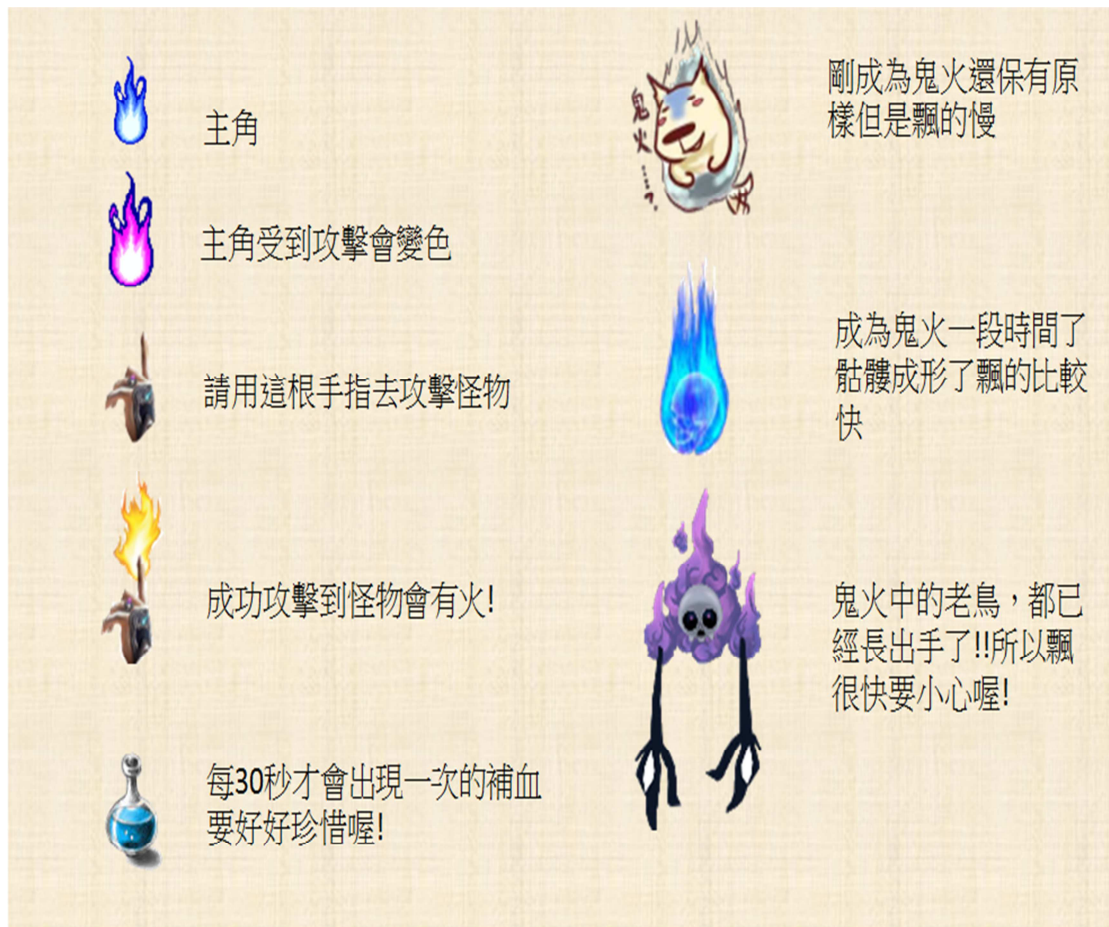 主角
主角受到攻擊會變色
請用這根手指去攻擊怪物
成功攻擊到怪物會有火!
每30秒才會出現一次的補血
要好好珍惜喔!
鬼火……?
剛成為鬼火還保有原
樣但是飄的慢
成為鬼火一段時間了
骷髏成形了飄的比較
快
鬼火中的老鳥，都已
經長出手了!!所以飄
很快要小心喔!